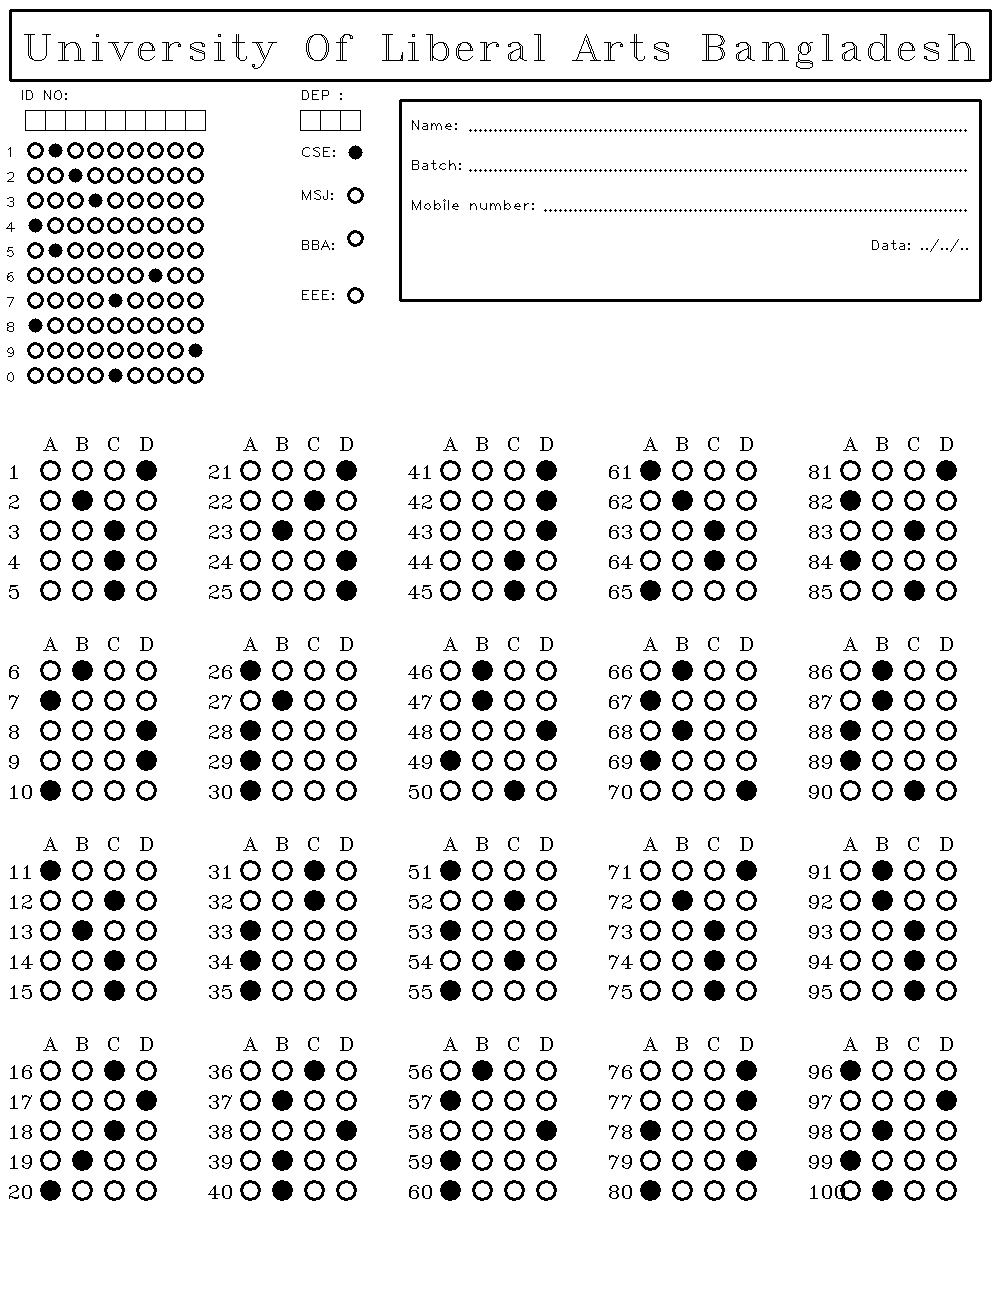 University Of Liberal Arts Bangladesh
ID NO:
DEP :
1
2
3
4
5
6
7
8
9
0
CSE:
MSJ:
BBA:
EEE:
Name: ................................................................
Batch: ................................................................
Mobile number: ................................................................
Data: ../../..
A B C D A B C D A B C D A B C D A B C D
1 21 41 61 81
2 22 42 62 82
3 23 43 63 83
4 24 44 64 84
5 25 45 65 85
A B C D A B C D A B C D A B C D A B C D
6 26 46 66 86
7 27 47 67 87
8 28 48 68 88
9 29 49 69 89
10 30 50 70 90
A B C D A B C D A B C D A B C D A B C D
11 31 51 71 91
12 32 52 72 92
13 33 53 73 93
14 34 54 74 94
15 35 55 75 95
A B C D A B C D A B C D A B C D A B C D
16 36 56 76 96
17 37 57 77 97
18 38 58 78 98
19 39 59 79 99
20 40 60 80 100